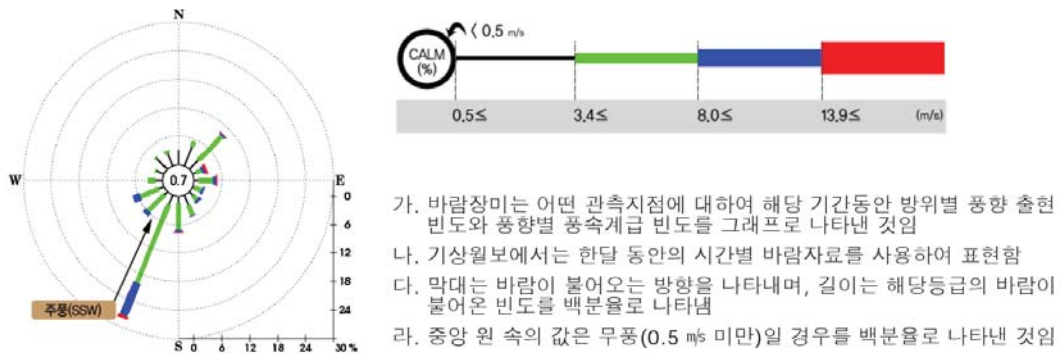 N
W
E
S
0.7
0
6
12
18
24
0 6 12 18 24 30 %
주풍(SSW)
< 0.5 m/s
CALM
(%)
0.5≤ 3.4≤ 8.0≤ 13.9≤ (m/s)
가. 바람장미는 어떤 관측지점에 대하여 해당 기간동안 방위별 풍향 출현
빈도와 풍향별 풍속계급 빈도를 그래프로 나타낸 것임
나. 기상월보에서는 한달 동안의 시간별 바람자료를 사용하여 표현함
다. 막대는 바람이 불어오는 방향을 나타내며, 길이는 해당등급의 바람이
불어온 빈도를 백분율로 나타냄
라. 중앙 원 속의 값은 무풍(0.5 ㎧ 미만)일 경우를 백분율로 나타낸 것임